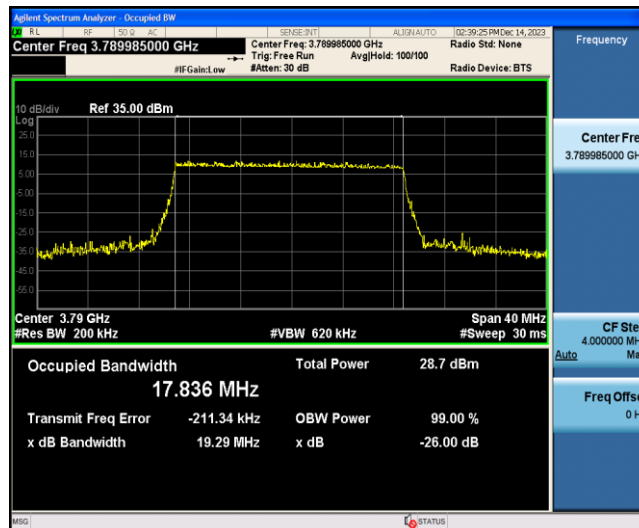 Agilent Spectrum Analyzer - Occupied BW
RL RF 50 Ω AC SENSE:INT ALIGNAUTO 02:39:25 PM Dec 14, 2023
Center Freq 3.789985000 GHz
Center Freq: 3.789985000 GHz
Radio Std: None
Trig: Free Run Avg|Hold: 100/100
#IFGain:Low #Atten: 30 dB
Radio Device: BTS
Frequency
10 dB/div Ref 35.00 dBm
Log
25.0
15.0
5.00
-5.00
-15.0
-25.0
-35.0
-45.0
-55.0
Center 3.79 GHz Span 40 MHz
#Res BW 200 kHz #VBW 620 kHz #Sweep 30 ms
Occupied Bandwidth Total Power 28.7 dBm
17.836 MHz
Transmit Freq Error -211.34 kHz OBW Power 99.00 %
x dB Bandwidth 19.29 MHz x dB -26.00 dB
Center Fre
3.789985000 GH
CF Ste
4.000000 MH
Auto Ma
Freq Offse
0 H
MSG STATUS